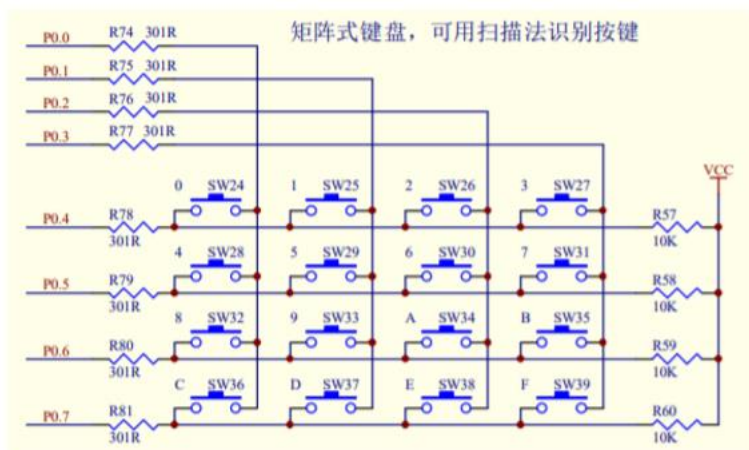 矩阵式键盘，可用扫描法识别按键
P0.0 R74 301R
P0.1 R75 301R
P0.2 R76 301R
P0.3 R77 301R
VCC
0 SW24 1 SW25 2 SW26 3 SW27
P0.4 R78 R57
301R 10K
4 SW28 5 SW29 6 SW30 7 SW31
P0.5 R79 R58
301R 10K
8 SW32 9 SW33 A SW34 B SW35
P0.6 R80 R59
301R 10K
C SW36 D SW37 E SW38 F SW39
P0.7 R81 R60
301R 10K